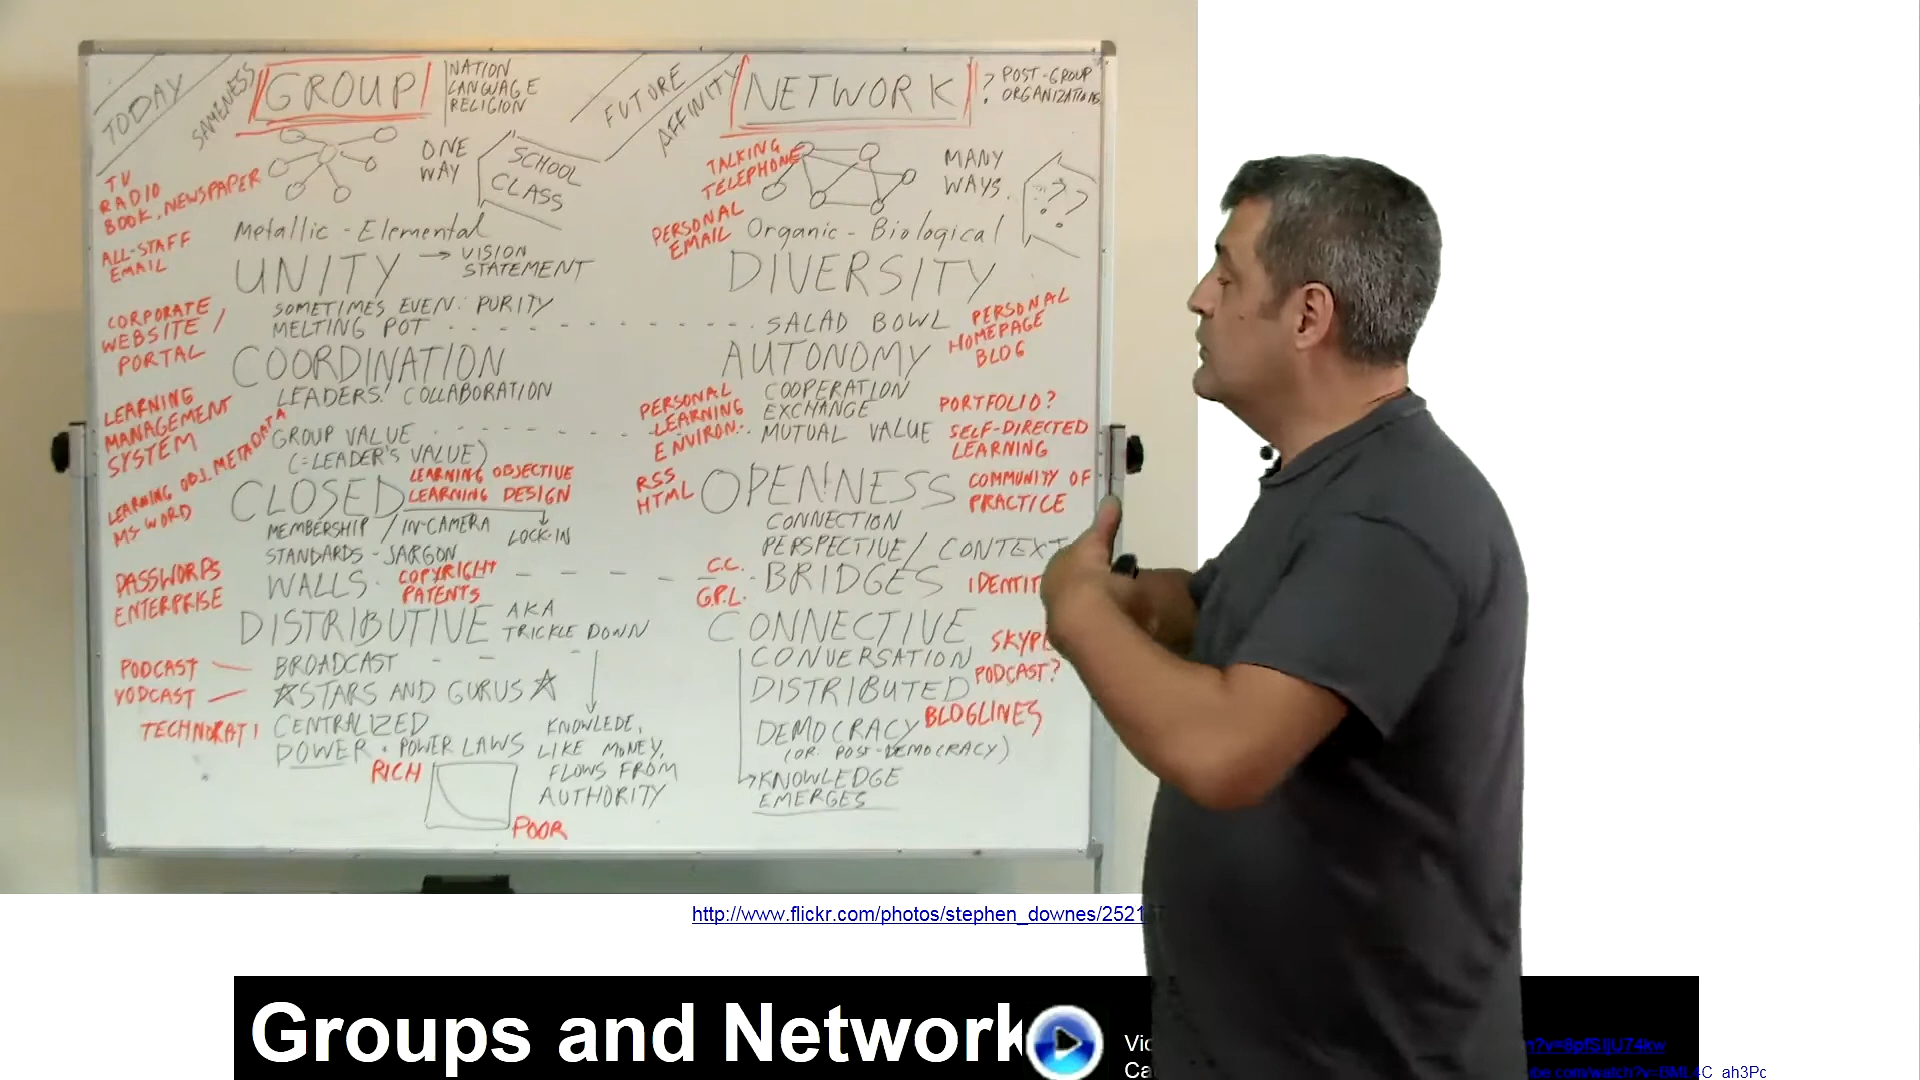 TODAY
SAMENESS
GROUP
NATION
LANGUAGE
RELIGION
ONE
WAY
SCHOOL
CLASS
TV
RADIO
BOOK, NEWSPAPER
ALL-STAFF
EMAIL
Metallic - Elemental
UNITY → VISION
STATEMENT
SOMETIMES EVEN: PURITY
MELTING POT
CORPORATE
WEBSITE /
PORTAL
COORDINATION
LEADERS! COLLABORATION
LEARNING
MANAGEMENT
SYSTEM
GROUP VALUE
(=LEADER'S VALUE)
LEARNING OBJ. METADATA
MS WORD
LEARNING OBJECTIVE
LEARNING DESIGN
CLOSED
MEMBERSHIP / IN-CAMERA
LOCK-IN
STANDARDS - JARGON
WALLS
COPYRIGHT
PATENTS
PASSWORDS
ENTERPRISE
DISTRIBUTIVE AKA
TRICKLE DOWN
PODCAST
BROADCAST
VODCAST
STARS AND GURUS
TECHNORATI
CENTRALIZED
POWER • POWER LAWS
RICH
POOR
KNOWLEDE,
LIKE MONEY,
FLOWS FROM
AUTHORITY
FUTURE
AFFINITY
NETWORK
? POST-GROUP
? ORGANIZATIONS
TALKING
TELEPHONE
MANY
WAYS.
???
PERSONAL
EMAIL
Organic - Biological
DIVERSITY
SALAD BOWL
PERSONAL
HOMEPAGE
BLOG
AUTONOMY
COOPERATION
EXCHANGE
MUTUAL VALUE
PERSONAL
LEARNING
ENVIRON.
PORTFOLIO?
SELF-DIRECTED
LEARNING
RSS
HTML
OPENNESS
COMMUNITY OF
PRACTICE
CONNECTION
PERSPECTIVE / CONTEXT
C.C.
G.P.L.
BRIDGES
IDENTIT
CONNECTIVE
CONVERSATION
SKYPE
PODCAST?
DISTRIBUTED
DEMOCRACY
BLOGLINES
(OR: POST-DEMOCRACY)
KNOWLEDGE
EMERGES
http://www.flickr.com/photos/stephen_downes/2521
Groups and Network
Vi
Ca
n?v=8pfSIjU74kw